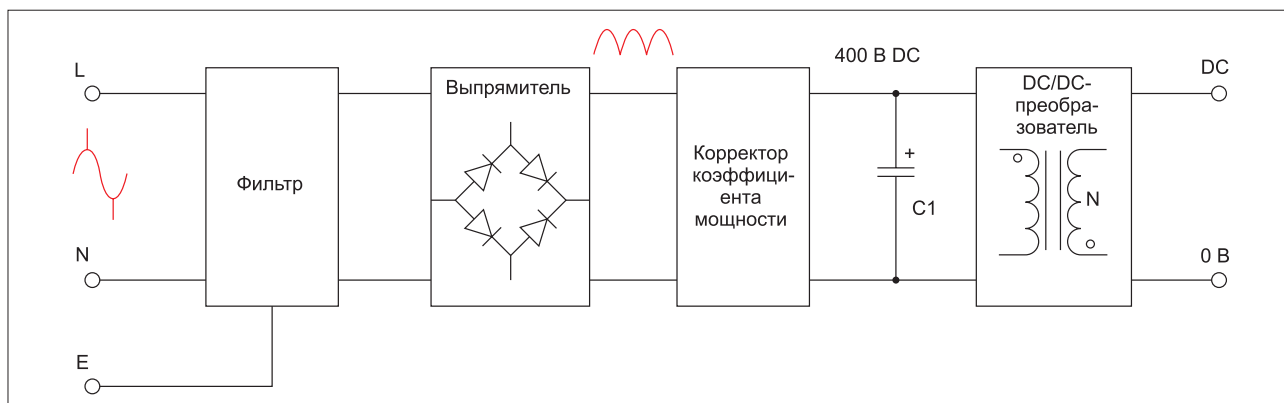 L
N
E
Фильтр
Выпрямитель
Корректор
коэффици-
ента
мощности
400 В DC
+
C1
DC/DC-
преобра-
зователь
N
DC
0 В